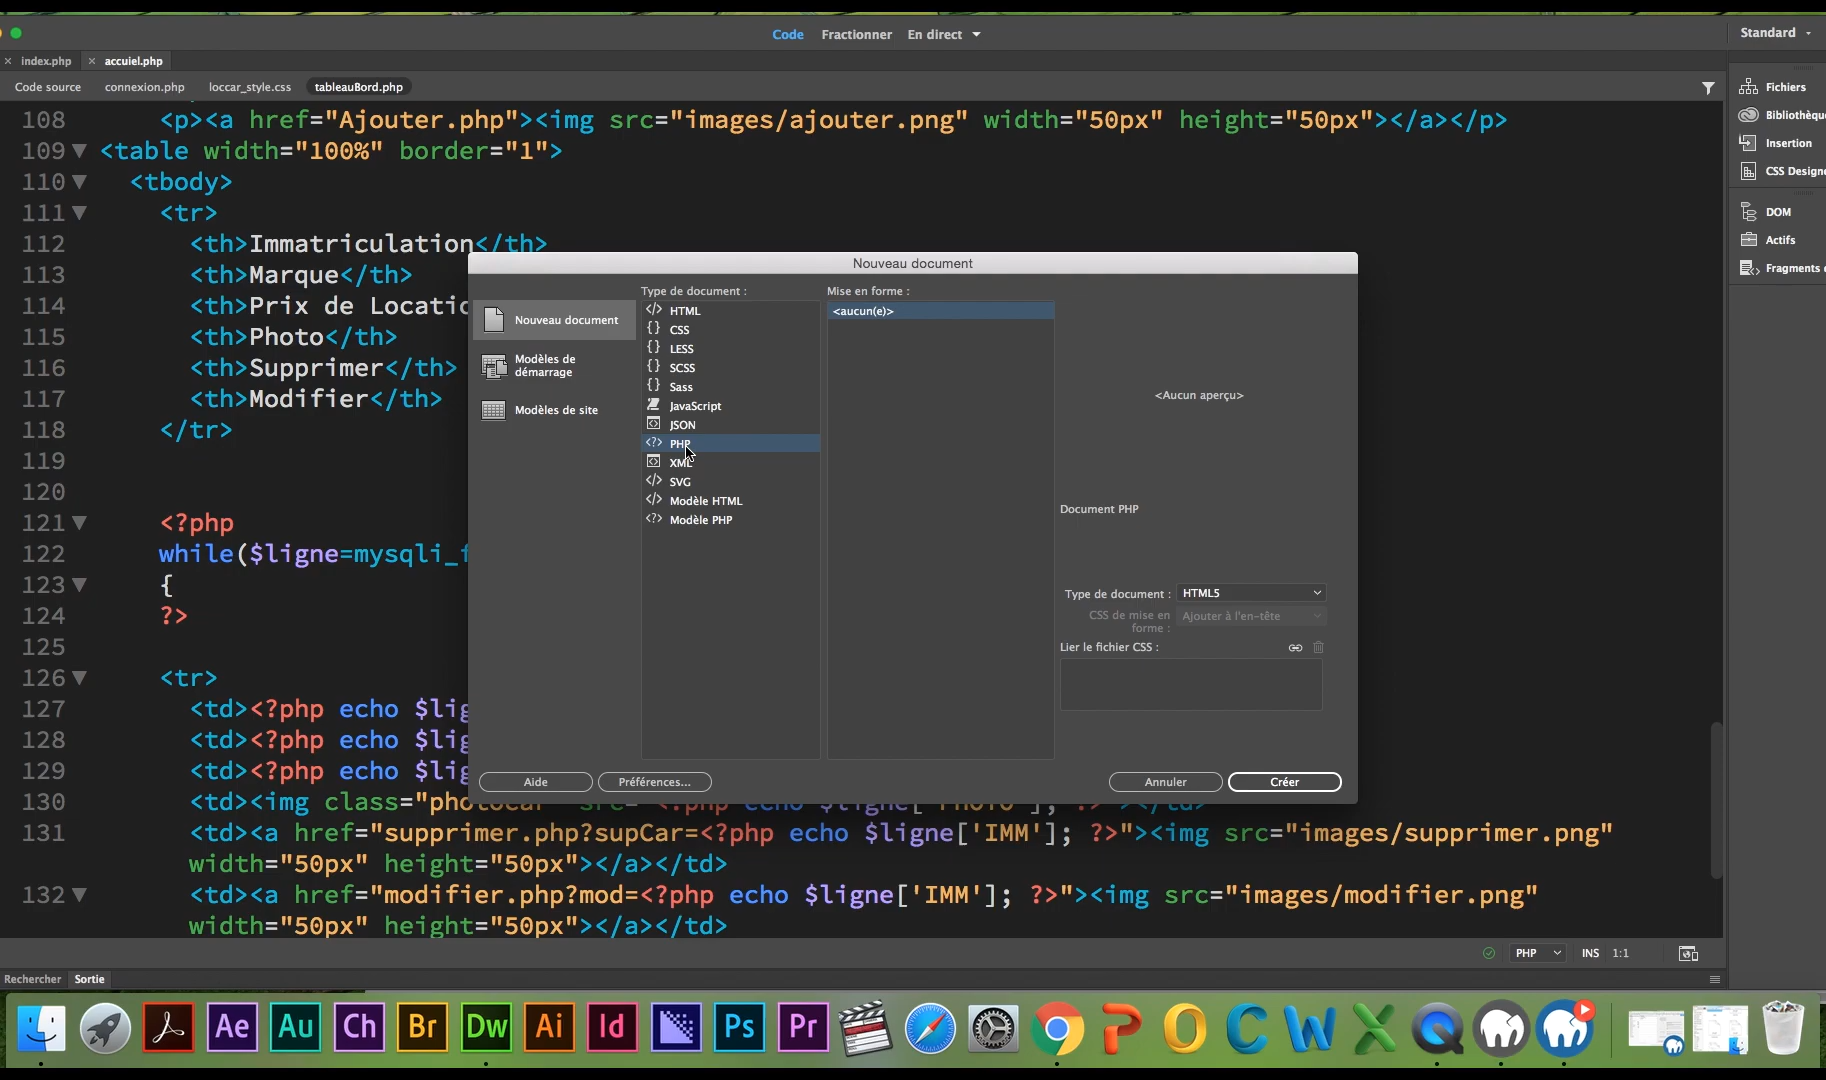 Code Fractionner En direct
Standard
× index.php × accuiel.php
Code source connexion.php loccar_style.css tableauBord.php
Fichiers
Bibliothèqu
Insertion
CSS Design
DOM
Actifs
Fragments
108 <p><a href="Ajouter.php"><img src="images/ajouter.png" width="50px" height="50px"></a></p>
109 <table width="100%" border="1">
110 <tbody>
111 <tr>
112 <th>Immatriculation</th>
113 <th>Marque</th>
114 <th>Prix de Locatio
115 <th>Photo</th>
116 <th>Supprimer</th>
117 <th>Modifier</th>
118 </tr>
119
120
121 <?php
122 while($ligne=mysqli_f
123 {
124 ?>
125
126 <tr>
127 <td><?php echo $lig
128 <td><?php echo $lig
129 <td><?php echo $lig
130 <td><img class="photocar" src="<?php echo $ligne['PHOTO']; ?>"></td>
131 <td><a href="supprimer.php?supCar=<?php echo $ligne['IMM']; ?>"><img src="images/supprimer.png"
width="50px" height="50px"></a></td>
132 <td><a href="modifier.php?mod=<?php echo $ligne['IMM']; ?>"><img src="images/modifier.png"
width="50px" height="50px"></a></td>
Nouveau document
Nouveau document
Modèles de
démarrage
Modèles de site
Type de document :
</> HTML
{} CSS
{} LESS
{} SCSS
{} Sass
JavaScript
JSON
<?> PHP
XML
</> SVG
</> Modèle HTML
<?> Modèle PHP
Mise en forme :
<aucun(e)>
<Aucun aperçu>
Document PHP
Type de document : HTML5
CSS de mise en Ajouter à l'en-tête
forme :
Lier le fichier CSS :
Aide Préférences... Annuler Créer
PHP INS 1:1
Rechercher Sortie
Ae Au Ch Br Dw Ai Id Ps Pr